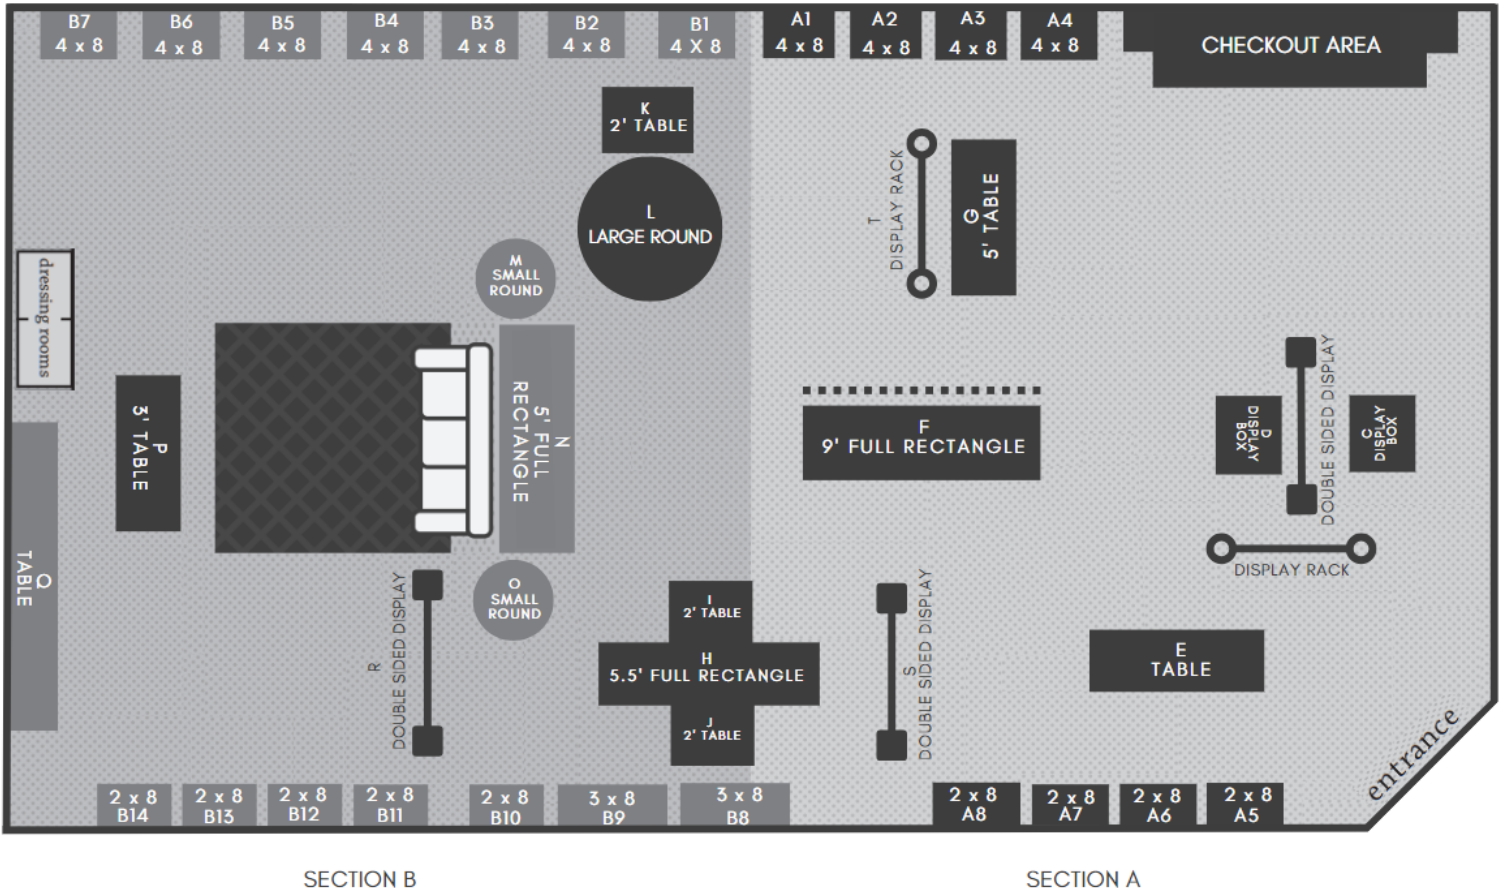 B7
4 x 8
B6
4 x 8
B5
4 x 8
B4
4 x 8
B3
4 x 8
B2
4 x 8
B1
4 X 8
A1
4 x 8
A2
4 x 8
A3
4 x 8
A4
4 x 8
CHECKOUT AREA
K
2' TABLE
L
LARGE ROUND
T
DISPLAY RACK
G
5' TABLE
M
SMALL
ROUND
dressing rooms
P
3' TABLE
N
5' FULL
RECTANGLE
F
9' FULL RECTANGLE
D
DISPLAY
BOX
DOUBLE SIDED DISPLAY
C
DISPLAY
BOX
DISPLAY RACK
Q
TABLE
R
DOUBLE SIDED DISPLAY
O
SMALL
ROUND
I
2' TABLE
H
5.5' FULL RECTANGLE
J
2' TABLE
S
DOUBLE SIDED DISPLAY
E
TABLE
entrance
2 x 8
B14
2 x 8
B13
2 x 8
B12
2 x 8
B11
2 x 8
B10
3 x 8
B9
3 x 8
B8
2 x 8
A8
2 x 8
A7
2 x 8
A6
2 x 8
A5
SECTION B
SECTION A